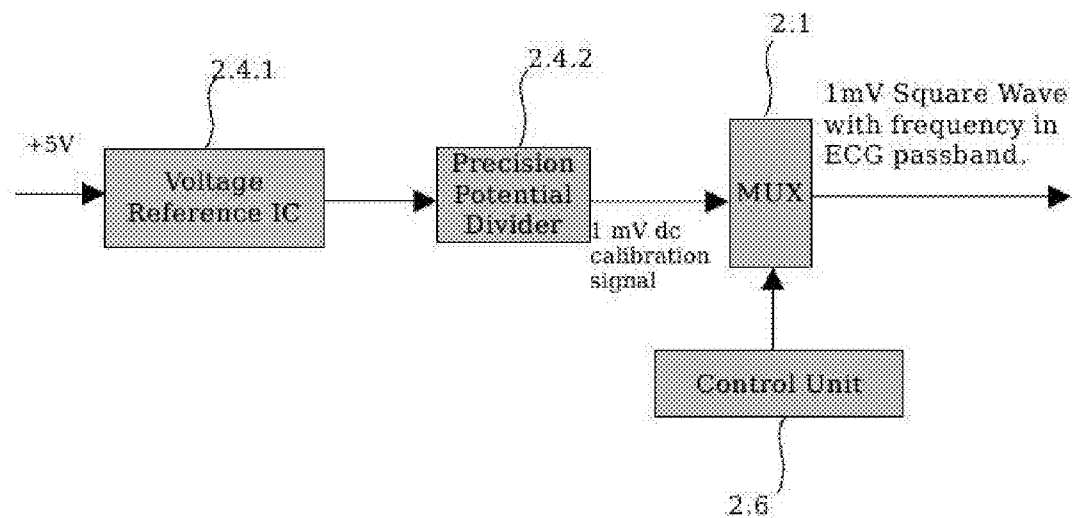 2.4.1
2.4.2
2.1
+5V
Voltage
Reference IC
Precision
Potential
Divider
1 mV dc
calibration
signal
MUX
1mV Square Wave
with frequency in
ECG passband.
Control Unit
2.6